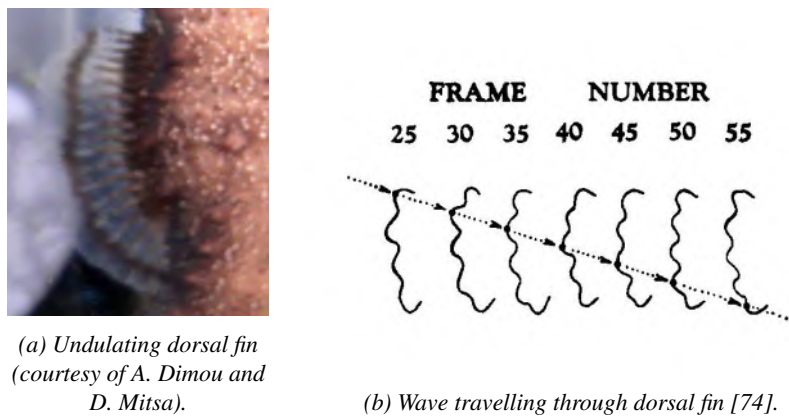 FRAME NUMBER
25 30 35 40 45 50 55
(a) Undulating dorsal fin
(courtesy of A. Dimou and
D. Mitsa).
(b) Wave travelling through dorsal fin [74].